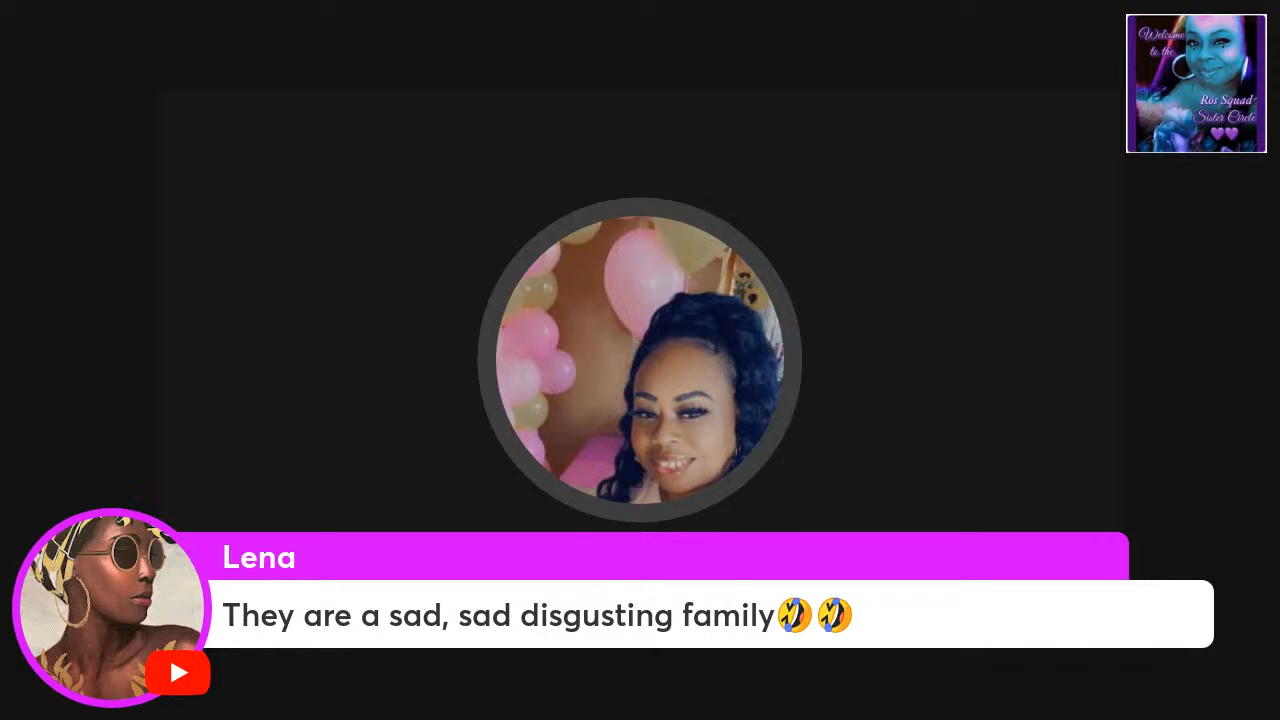 Welcome
to the
Ros Squad
Sister Circle
Lena
They are a sad, sad disgusting family🤣🤣